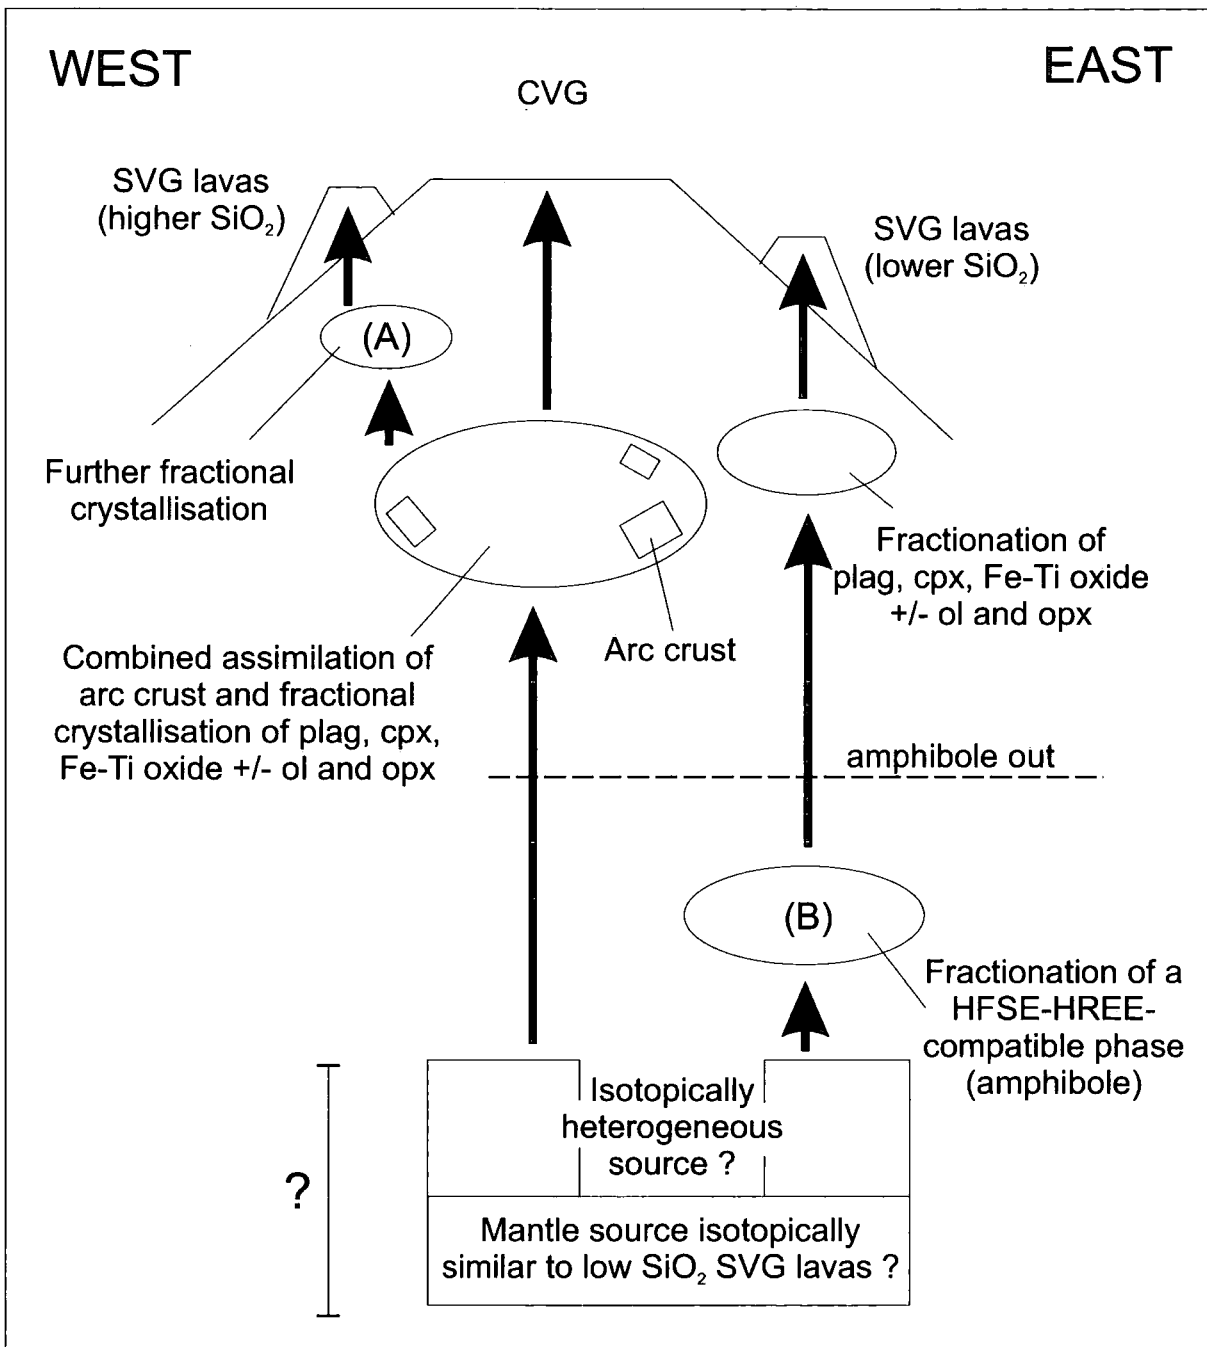 WEST
EAST
CVG
SVG lavas
(higher SiO₂)
SVG lavas
(lower SiO₂)
(A)
Further fractional
crystallisation
Fractionation of
plag, cpx, Fe-Ti oxide
+/- ol and opx
Arc crust
Combined assimilation of
arc crust and fractional
crystallisation of plag, cpx,
Fe-Ti oxide +/- ol and opx
amphibole out
(B)
Fractionation of a
HFSE-HREE-
compatible phase
(amphibole)
Isotopically
heterogeneous
source ?
?
Mantle source isotopically
similar to low SiO₂ SVG lavas ?